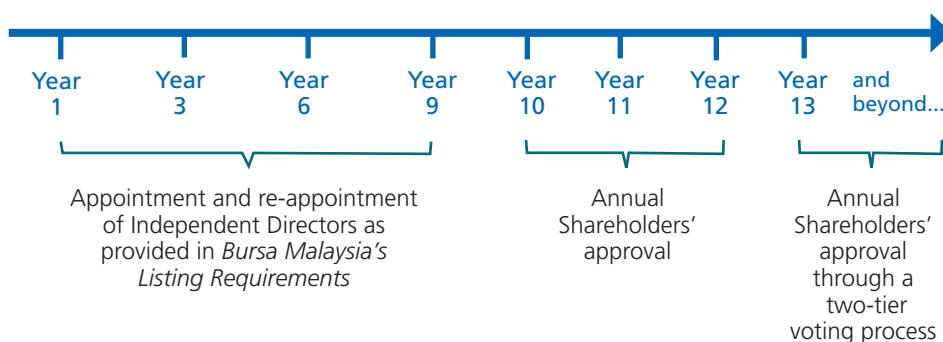 Year 1
Year 3
Year 6
Year 9
Year 10
Year 11
Year 12
Year 13
and beyond...
Appointment and re-appointment
of Independent Directors as
provided in Bursa Malaysia's
Listing Requirements
Annual
Shareholders'
approval
Annual
Shareholders'
approval
through a
two-tier
voting process